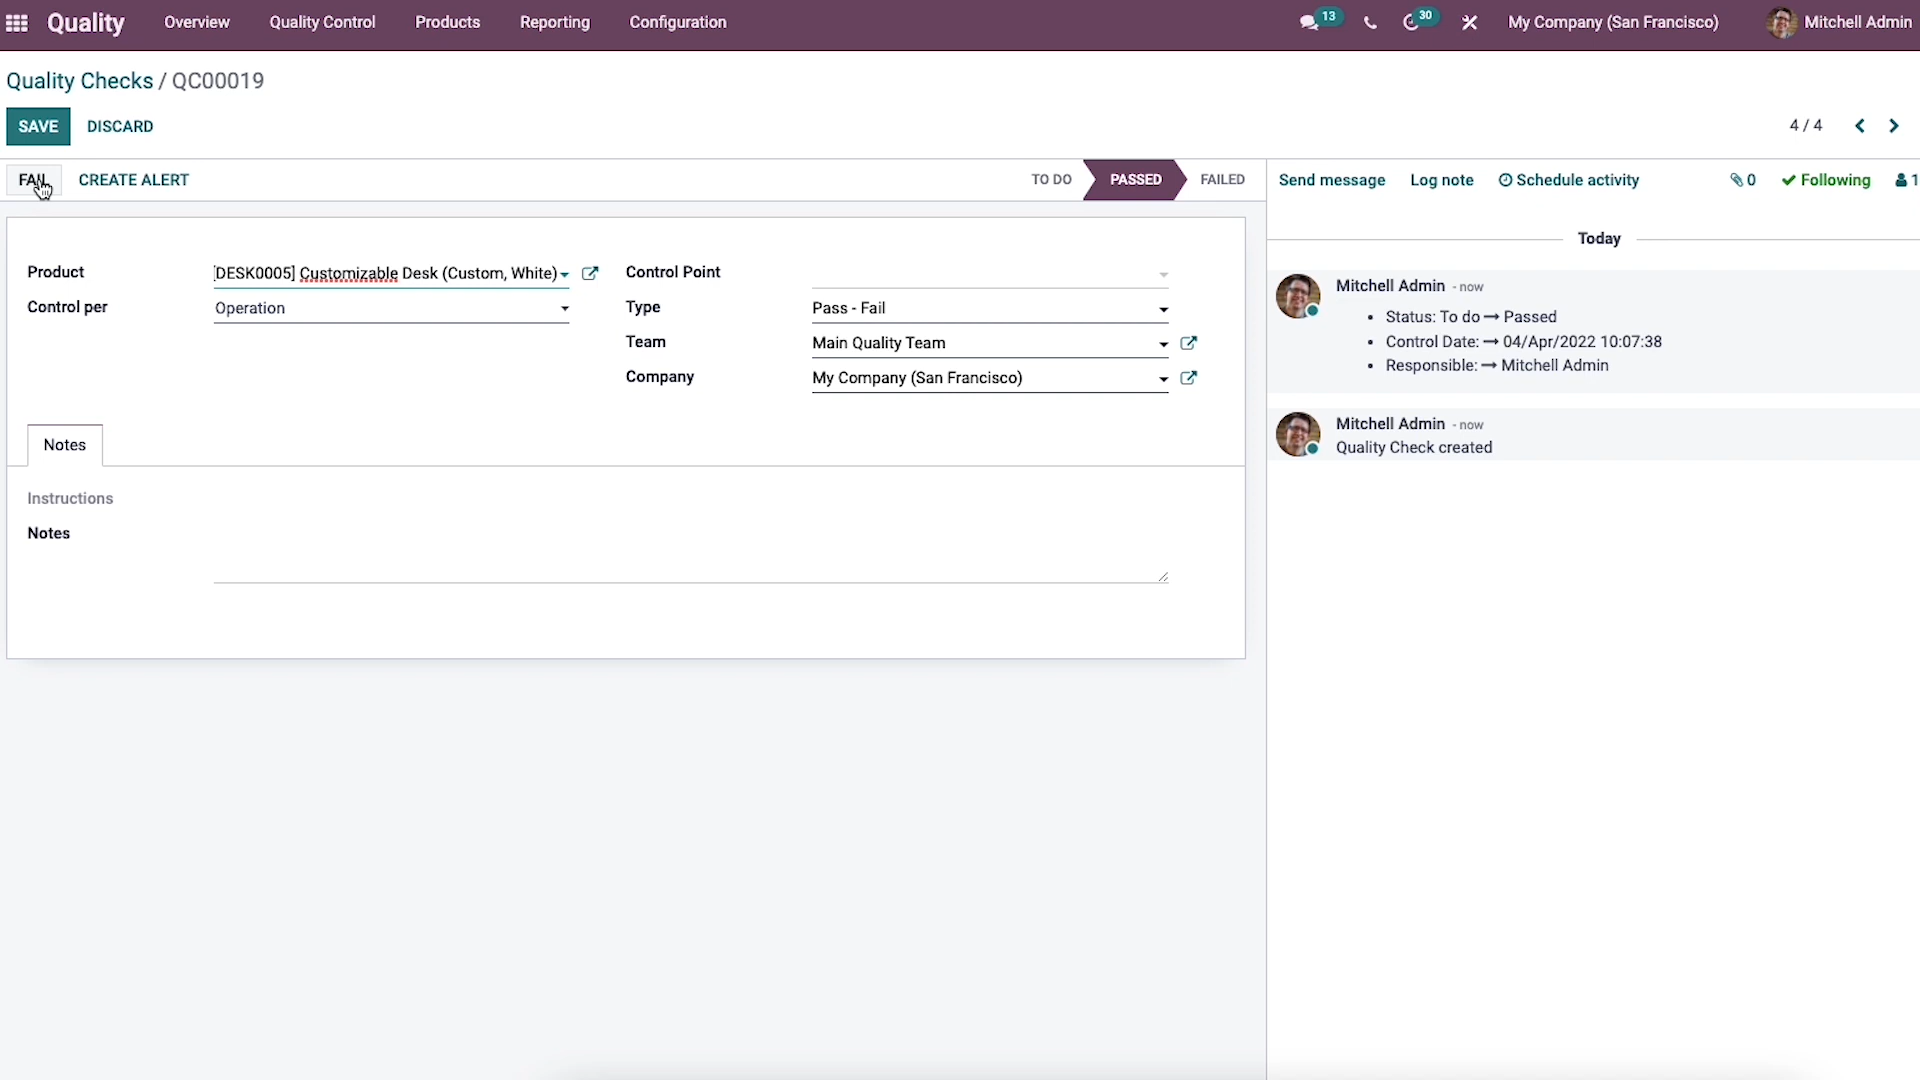 Quality Overview Quality Control Products Reporting Configuration 13 30 My Company (San Francisco) Mitchell Admin
Quality Checks / QC00019
SAVE DISCARD 4 / 4
FAIL CREATE ALERT TO DO PASSED FAILED Send message Log note Schedule activity 0 Following 1
Today
Product [DESK0005] Customizable Desk (Custom, White) Control Point
Control per Operation Type Pass - Fail
Team Main Quality Team
Company My Company (San Francisco)
Mitchell Admin - now
• Status: To do → Passed
• Control Date: → 04/Apr/2022 10:07:38
• Responsible: → Mitchell Admin
Mitchell Admin - now
Quality Check created
Notes
Instructions
Notes